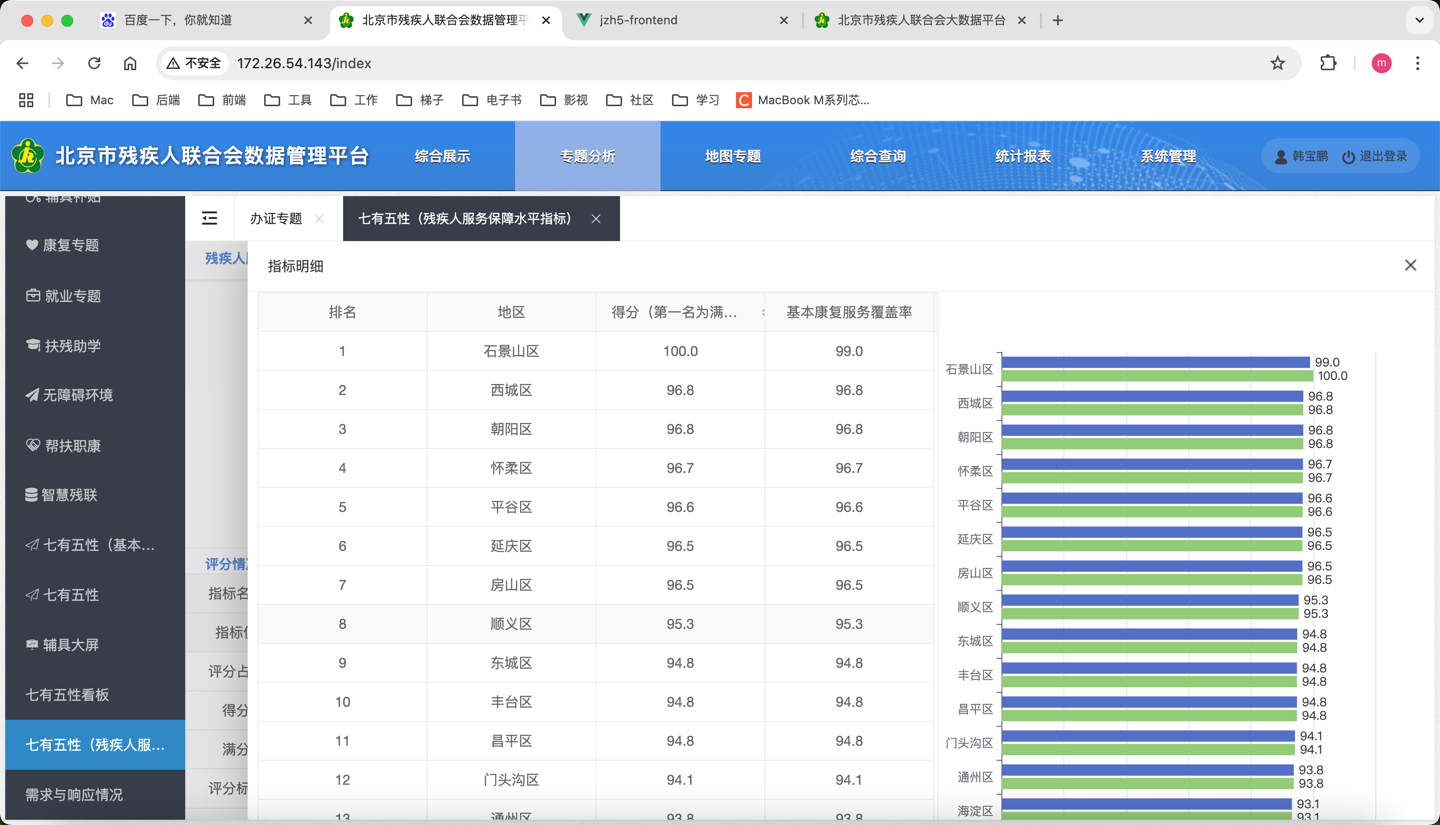 百度一下，你就知道
北京市残疾人联合会数据管理平
jzh5-frontend
北京市残疾人联合会大数据平台
不安全 172.26.54.143/index
m
Mac 后端 前端 工具 工作 梯子 电子书 影视 社区 学习 MacBook M系列芯...
北京市残疾人联合会数据管理平台 综合展示 专题分析 地图专题 综合查询 统计报表 系统管理 韩宝鹏 退出登录
辅具补贴
康复专题
就业专题
扶残助学
无障碍环境
帮扶职康
智慧残联
七有五性（基本...
七有五性
辅具大屏
七有五性看板
七有五性（残疾人服...
需求与响应情况
办证专题 七有五性（残疾人服务保障水平指标）
残疾人
评分情
指标名
指标
评分占
得分
满分
评分标
指标明细
排名 地区 得分（第一名为满... 基本康复服务覆盖率
1 石景山区 100.0 99.0
2 西城区 96.8 96.8
3 朝阳区 96.8 96.8
4 怀柔区 96.7 96.7
5 平谷区 96.6 96.6
6 延庆区 96.5 96.5
7 房山区 96.5 96.5
8 顺义区 95.3 95.3
9 东城区 94.8 94.8
10 丰台区 94.8 94.8
11 昌平区 94.8 94.8
12 门头沟区 94.1 94.1
13 通州区 93.8 93.8
石景山区 99.0
100.0
西城区 96.8
96.8
朝阳区 96.8
96.8
怀柔区 96.7
96.7
平谷区 96.6
96.6
延庆区 96.5
96.5
房山区 96.5
96.5
顺义区 95.3
95.3
东城区 94.8
94.8
丰台区 94.8
94.8
昌平区 94.8
94.8
门头沟区 94.1
94.1
通州区 93.8
93.8
海淀区 93.1
93.1